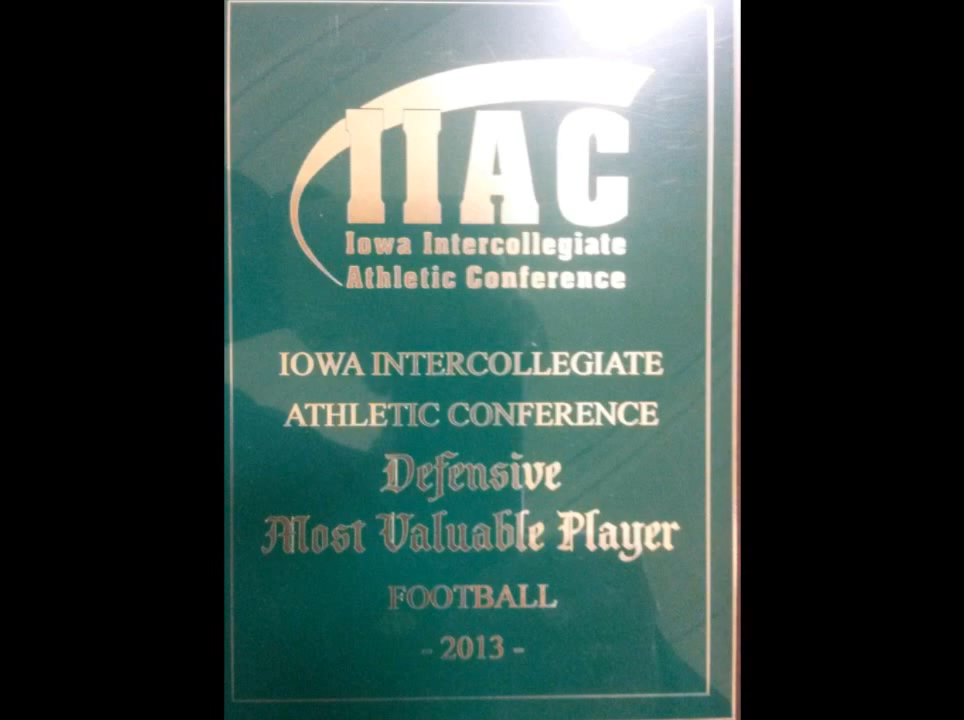 IIAC
Iowa Intercollegiate
Athletic Conference
IOWA INTERCOLLEGIATE
ATHLETIC CONFERENCE
Defensive
Most Valuable Player
FOOTBALL
- 2013 -